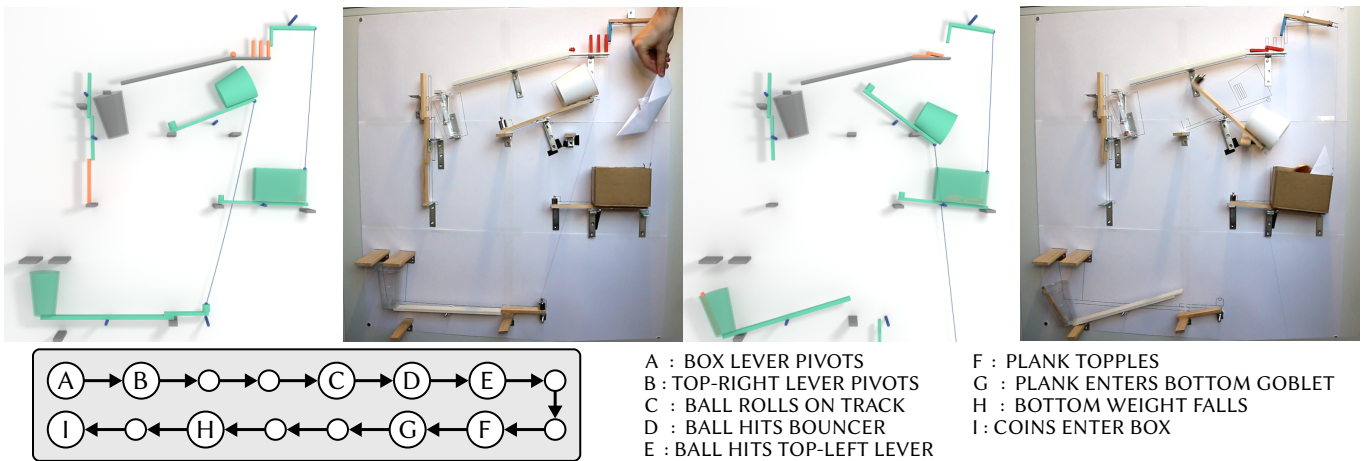 A B C D E
I H G F
A : BOX LEVER PIVOTS
B : TOP-RIGHT LEVER PIVOTS
C : BALL ROLLS ON TRACK
D : BALL HITS BOUNCER
E : BALL HITS TOP-LEFT LEVER
F : PLANK TOPPLES
G : PLANK ENTERS BOTTOM GOBLET
H : BOTTOM WEIGHT FALLS
I : COINS ENTER BOX